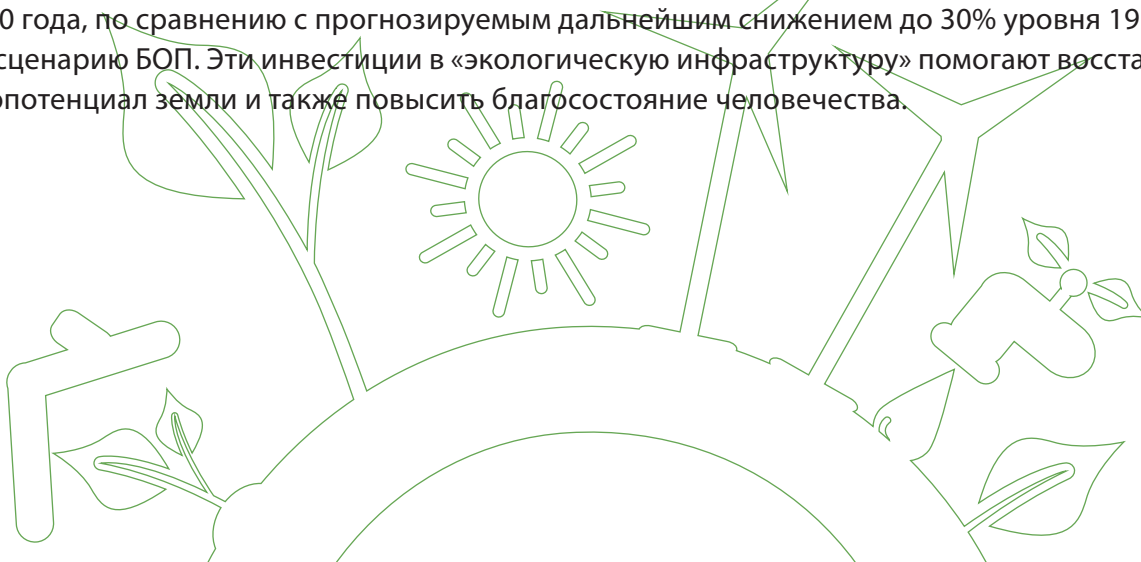 0 года, по сравнению с прогнозируемым дальнейшим снижением до 30% уровня 19
сценарию БОП. Эти инвестиции в «экологическую инфраструктуру» помогают восста
опотенциал земли и также повысить благосостояние человечества.